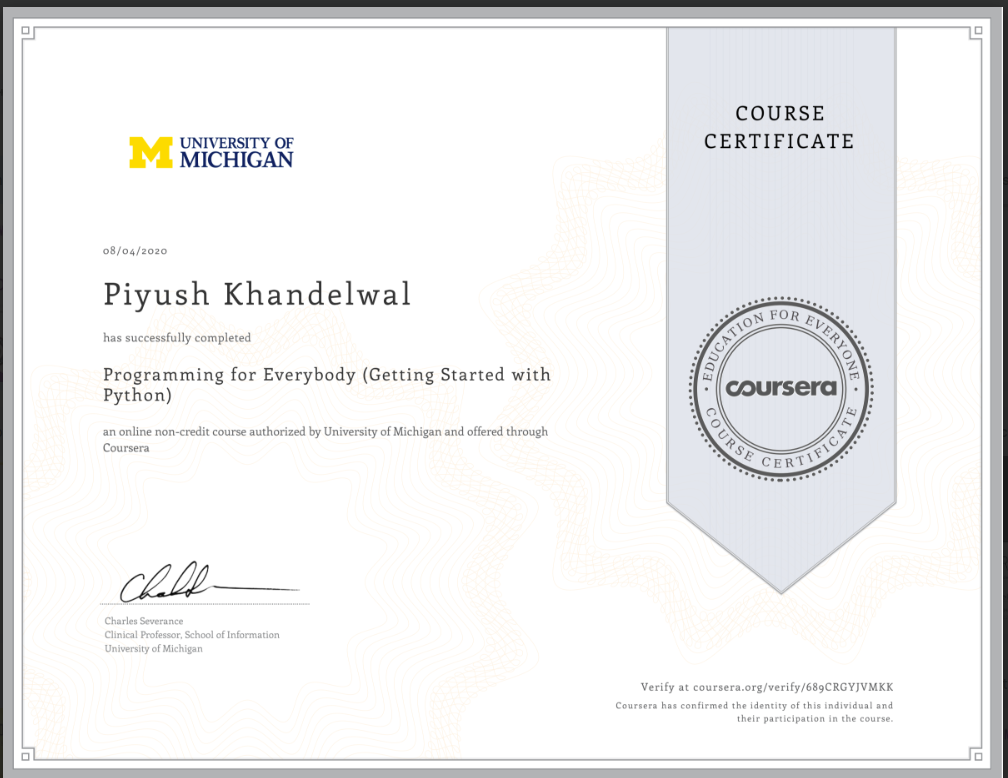 UNIVERSITY OF
MICHIGAN
COURSE
CERTIFICATE
08/04/2020
Piyush Khandelwal
has successfully completed
Programming for Everybody (Getting Started with
Python)
an online non-credit course authorized by University of Michigan and offered through
Coursera
EDUCATION FOR EVERYONE
coursera
COURSE CERTIFICATE
Charles Severance
Clinical Professor, School of Information
University of Michigan
Verify at coursera.org/verify/689CRGYJVMKK
Coursera has confirmed the identity of this individual and
their participation in the course.